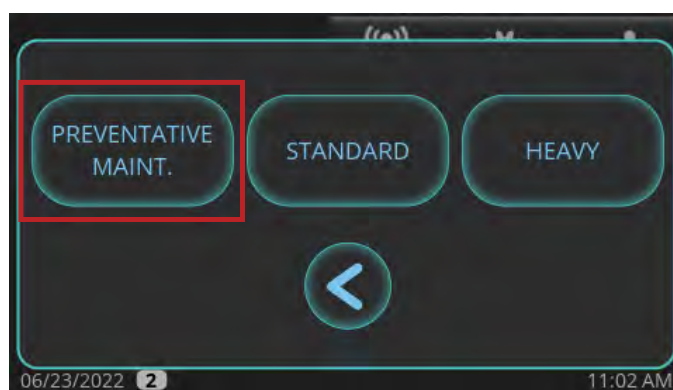 PREVENTATIVE
MAINT.
STANDARD
HEAVY
06/23/2022 2
11:02 AM